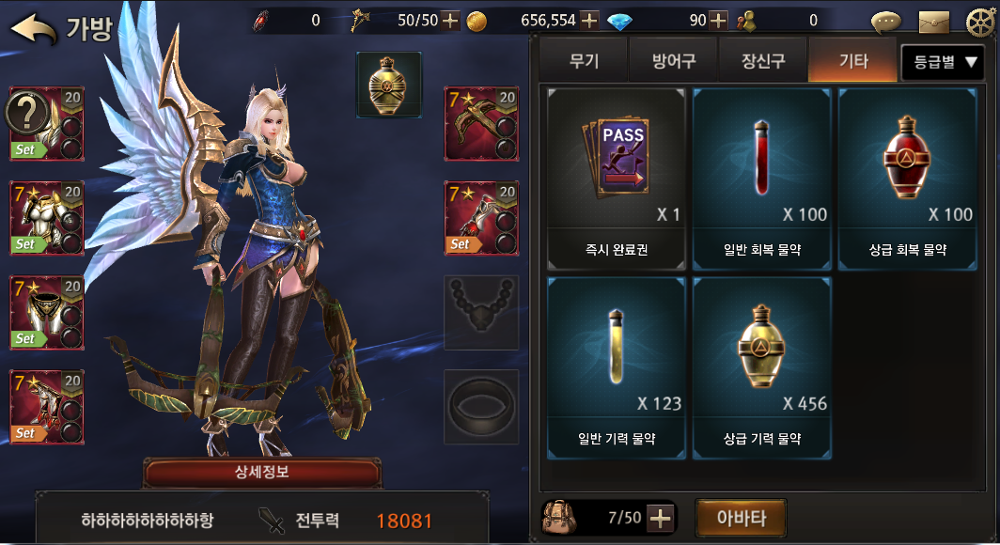 가방
0
50/50
656,554
90
0
무기
방어구
장신구
기타
등급별 ▼
?
20
Set
7
20
Set
7
20
Set
7
20
Set
7
20
7
20
Set
PASS
X 1
즉시 완료권
X 100
일반 회복 물약
X 100
상급 회복 물약
X 123
일반 기력 물약
X 456
상급 기력 물약
상세정보
하하하하하하하하항
전투력
18081
7/50
아바타